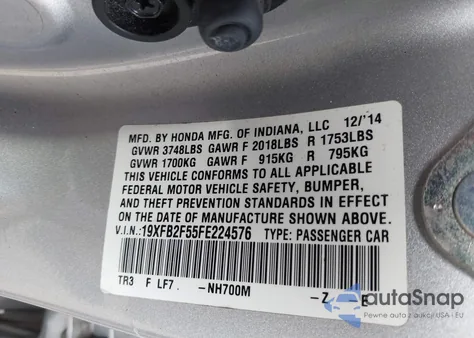 MFD. BY HONDA MFG. OF INDIANA, LLC 12/'14
GVWR 3748LBS GAWR F 2018LBS R 1753LBS
GVWR 1700KG GAWR F 915KG R 795KG
THIS VEHICLE CONFORMS TO ALL APPLICABLE
FEDERAL MOTOR VEHICLE SAFETY, BUMPER,
AND THEFT PREVENTION STANDARDS IN EFFECT
ON THE DATE OF MANUFACTURE SHOWN ABOVE.
V.I.N.:19XFB2F55FE224576 TYPE: PASSENGER CAR
TR3 F LF7. -NH700M -Z E
autoSnap
Pewne auta z portalu USA - EU